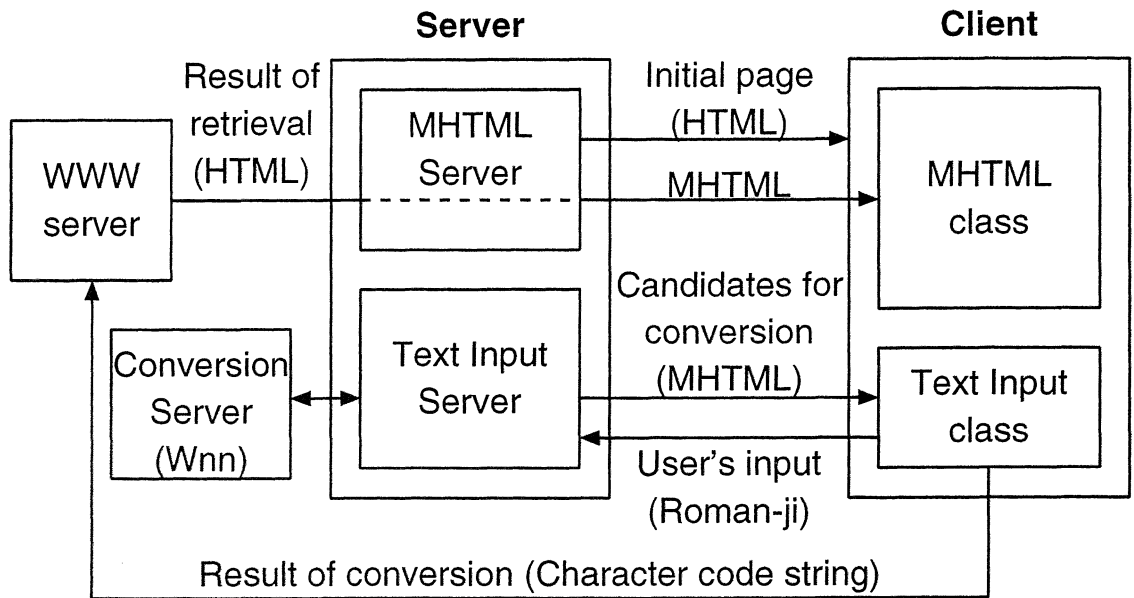 Server
Client
Result of
retrieval
(HTML)
MHTML
Server
Initial page
(HTML)
MHTML
MHTML
class
WWW
server
Candidates for
conversion
(MHTML)
Conversion
Server
(Wnn)
Text Input
Server
Text Input
class
User's input
(Roman-ji)
Result of conversion (Character code string)